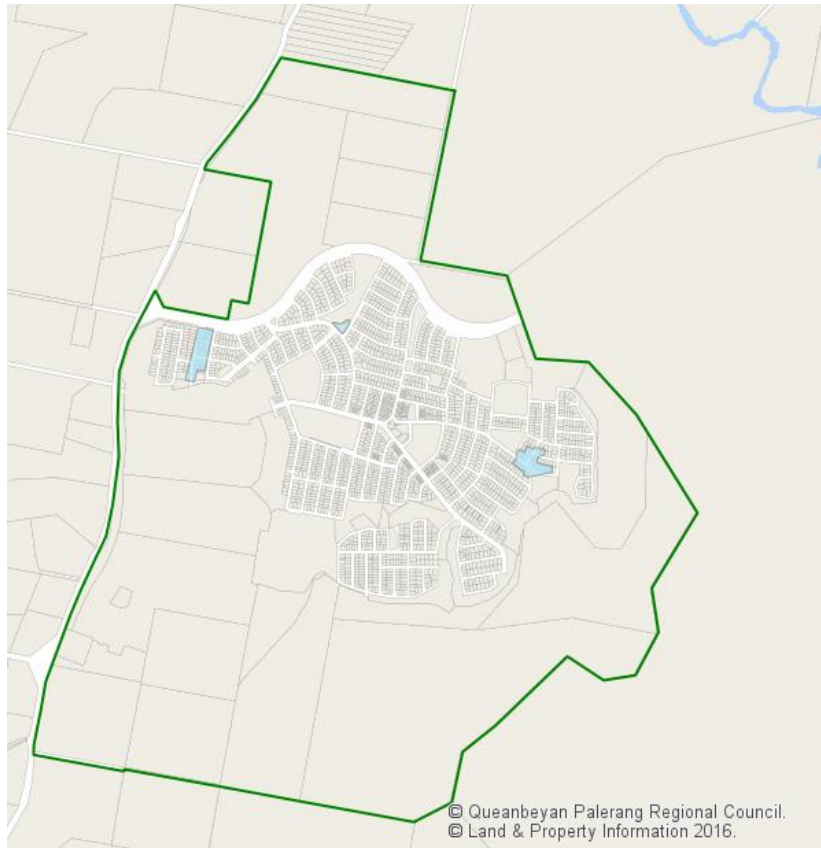 © Queanbeyan Palerang Regional Council.
© Land & Property Information 2016.